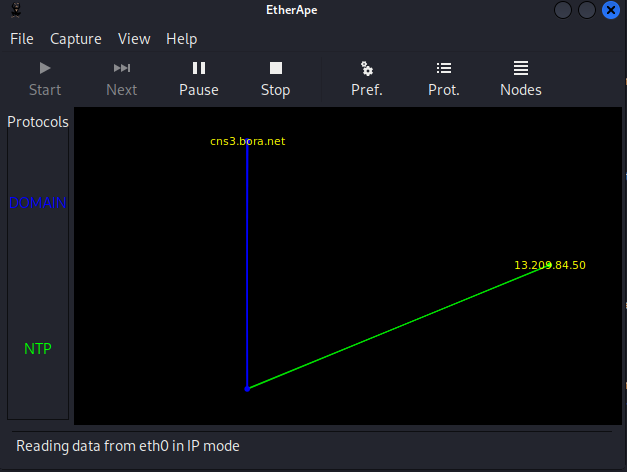 EtherApe
File Capture View Help
Start Next Pause Stop Pref. Prot. Nodes
Protocols
cns3.bora.net
DOMAIN
13.209.84.50
NTP
Reading data from eth0 in IP mode